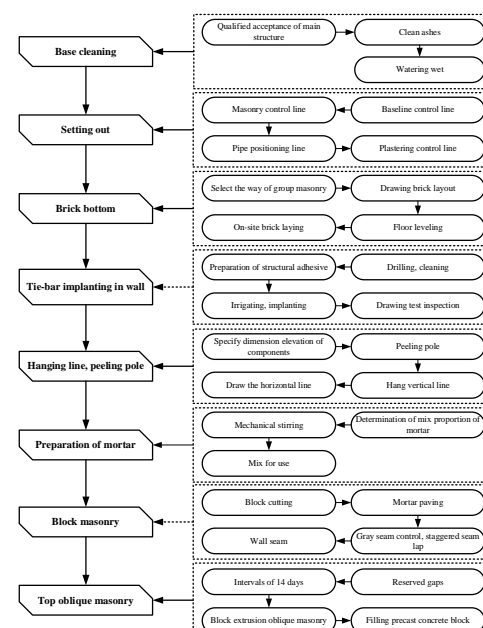 Base cleaning
Qualified acceptance of main
structure
Clean ashes
Watering wet
Setting out
Masonry control line
Baseline control line
Pipe positioning line
Plastering control line
Brick bottom
Select the way of group masonry
Drawing brick layout
On-site brick laying
Floor leveling
Tie-bar implanting in wall
Preparation of structural adhesive
Drilling, cleaning
Irrigating, implanting
Drawing test inspection
Hanging line, peeling pole
Specify dimension elevation of
components
Peeling pole
Draw the horizontal line
Hang vertical line
Preparation of mortar
Mechanical stirring
Determination of mix proportion of
mortar
Mix for use
Block masonry
Block cutting
Mortar paving
Wall seam
Gray seam control, staggered seam
lap
Top oblique masonry
Intervals of 14 days
Reserved gaps
Block extrusion oblique masonry
Filling precast concrete block